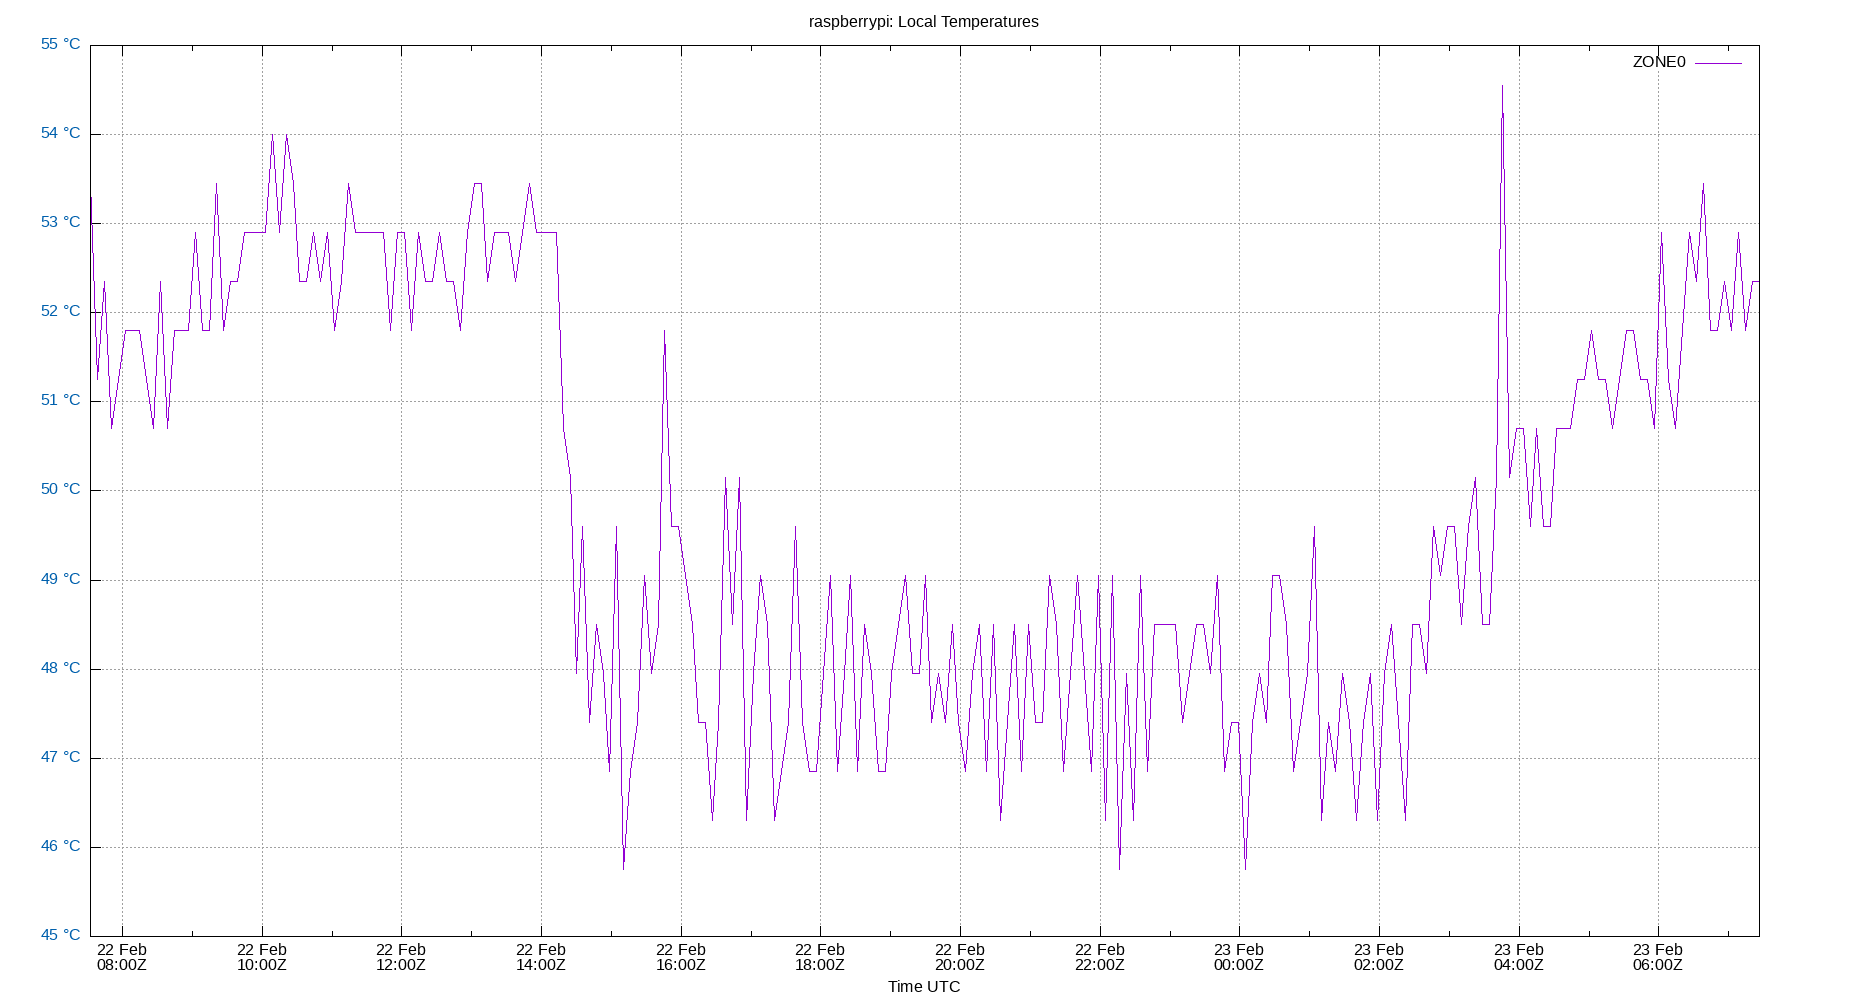 raspberrypi: Local Temperatures
ZONE0
55 °C
54 °C
53 °C
52 °C
51 °C
50 °C
49 °C
48 °C
47 °C
46 °C
45 °C
22 Feb 22 Feb 22 Feb 22 Feb 22 Feb 22 Feb 22 Feb 22 Feb 23 Feb 23 Feb 23 Feb 23 Feb
08:00Z 10:00Z 12:00Z 14:00Z 16:00Z 18:00Z 20:00Z 22:00Z 00:00Z 02:00Z 04:00Z 06:00Z
Time UTC